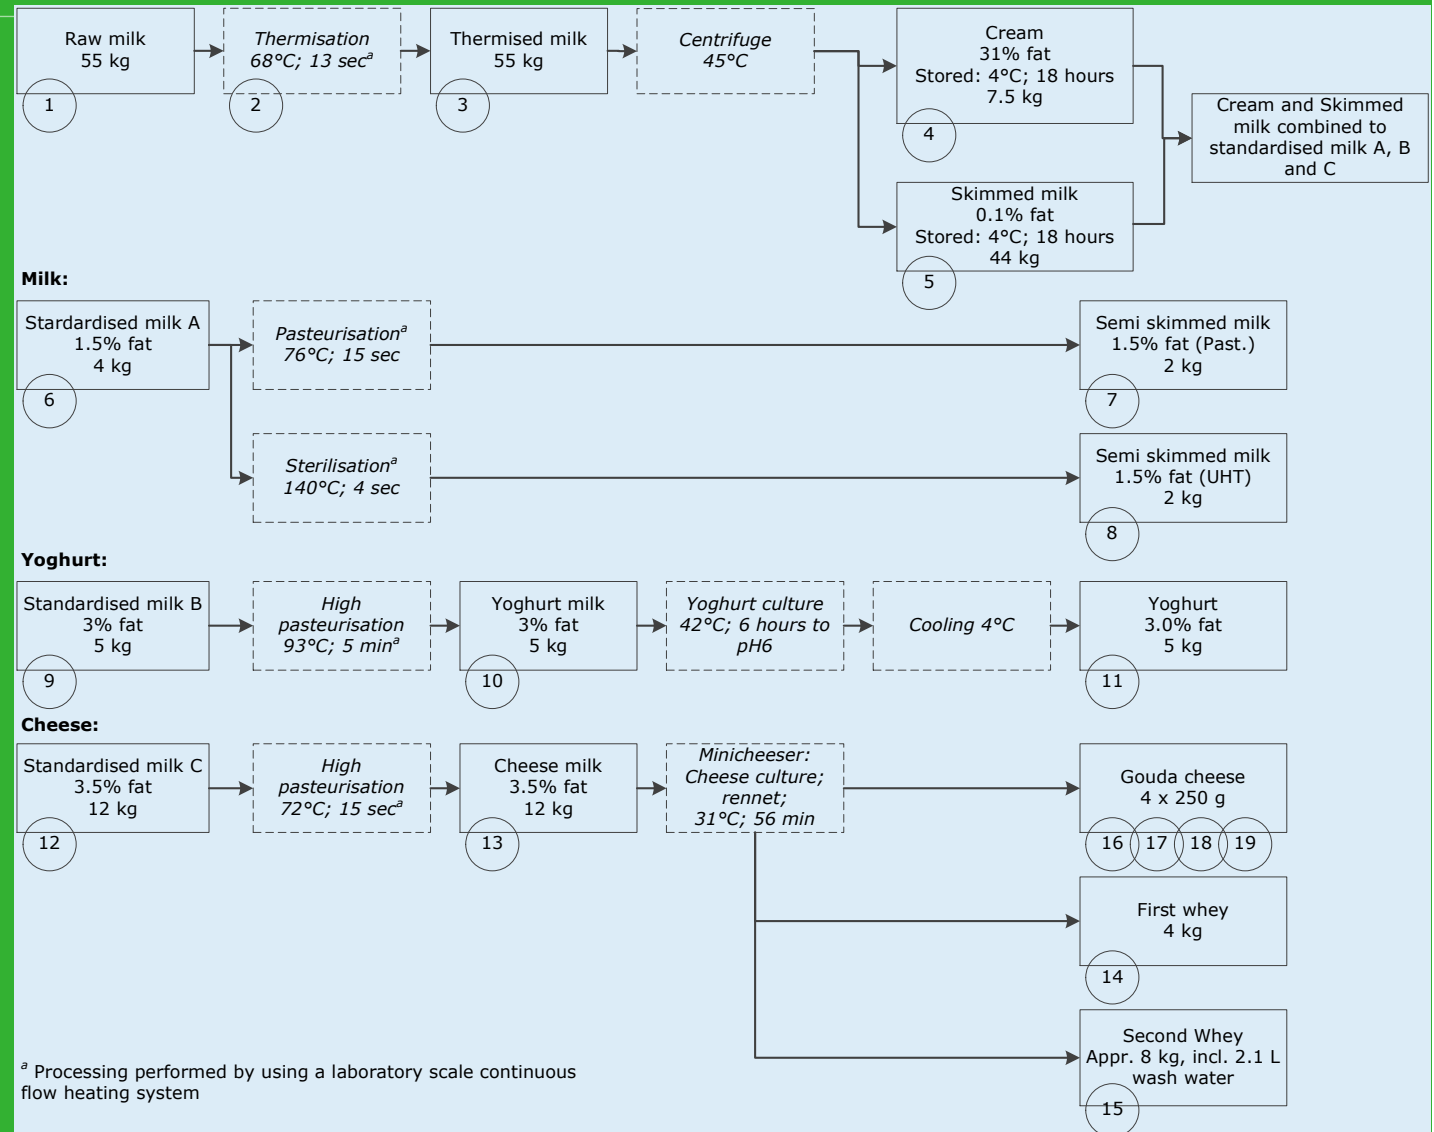 Raw milk
55 kg
1
Thermisation
68°C; 13 secᵃ
2
Thermised milk
55 kg
3
Centrifuge
45°C
Cream
31% fat
Stored: 4°C; 18 hours
7.5 kg
4
Skimmed milk
0.1% fat
Stored: 4°C; 18 hours
44 kg
5
Cream and Skimmed
milk combined to
standardised milk A, B
and C
Milk:
Stardardised milk A
1.5% fat
4 kg
6
Pasteurisationᵃ
76°C; 15 sec
Semi skimmed milk
1.5% fat (Past.)
2 kg
7
Sterilisationᵃ
140°C; 4 sec
Semi skimmed milk
1.5% fat (UHT)
2 kg
8
Yoghurt:
Standardised milk B
3% fat
5 kg
9
High
pasteurisation
93°C; 5 minᵃ
Yoghurt milk
3% fat
5 kg
10
Yoghurt culture
42°C; 6 hours to
pH6
Cooling 4°C
Yoghurt
3.0% fat
5 kg
11
Cheese:
Standardised milk C
3.5% fat
12 kg
12
High
pasteurisation
72°C; 15 secᵃ
Cheese milk
3.5% fat
12 kg
13
Minicheeser:
Cheese culture;
rennet;
31°C; 56 min
Gouda cheese
4 x 250 g
16 17 18 19
First whey
4 kg
14
Second Whey
Appr. 8 kg, incl. 2.1 L
wash water
15
ᵃ Processing performed by using a laboratory scale continuous
flow heating system